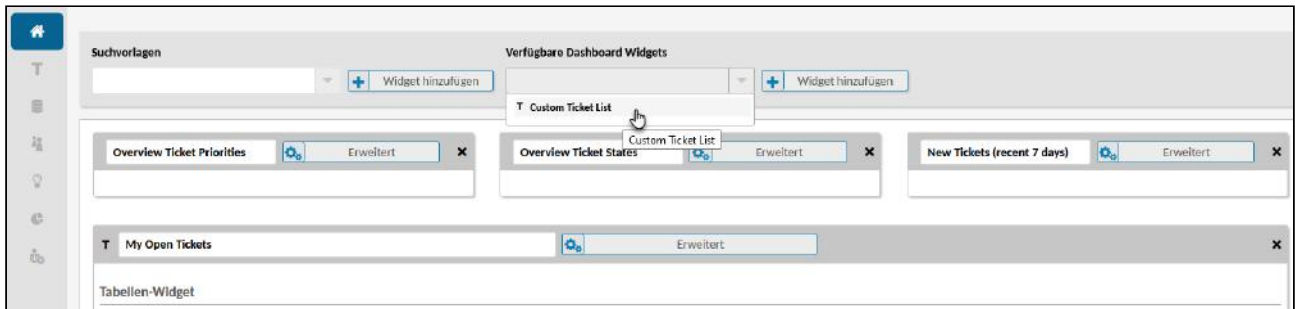 Suchvorlagen
Verfügbare Dashboard Widgets
Widget hinzufügen
Widget hinzufügen
T Custom Ticket List
Custom Ticket List
Overview Ticket Priorities Erweitert
Overview Ticket States Erweitert
New Tickets (recent 7 days) Erweitert
T My Open Tickets Erweitert
Tabellen-Widget